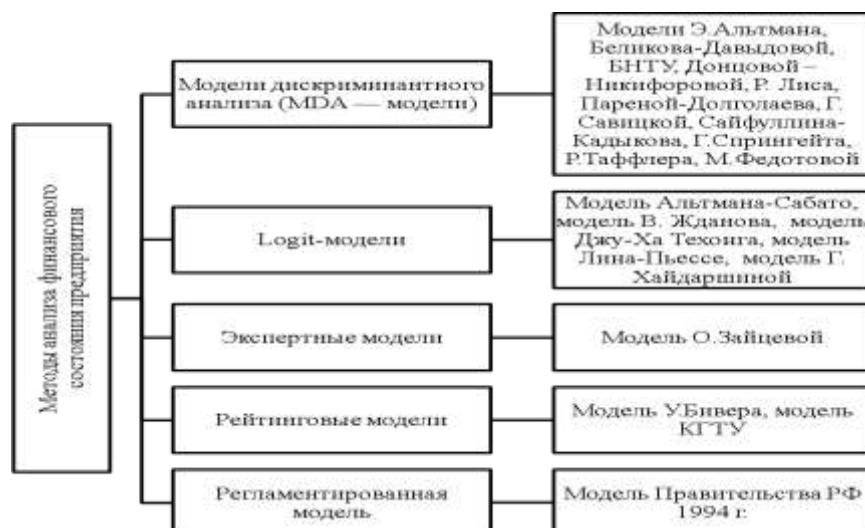 Методы анализа финансового
состояния предприятия
Модели дискриминантного
анализа (MDA — модели)
Модели Э.Альтмана,
Беликова-Давыдовой,
БНТУ, Донцовой –
Никифоровой, Р. Лиса,
Пареной-Долголаева, Г.
Савицкой, Сайфуллина-
Кадыкова, Г.Спрингейта,
Р.Таффлера, М.Федотовой
Logit-модели
Модель Альтмана-Сабато,
модель В. Жданова, модель
Джу-Ха Техонга, модель
Лина-Пьессе, модель Г.
Хайдаршиной
Экспертные модели
Модель О.Зайцевой
Рейтинговые модели
Модель У.Бивера, модель
КГТУ
Регламентированная
модель
Модель Правительства РФ
1994 г.